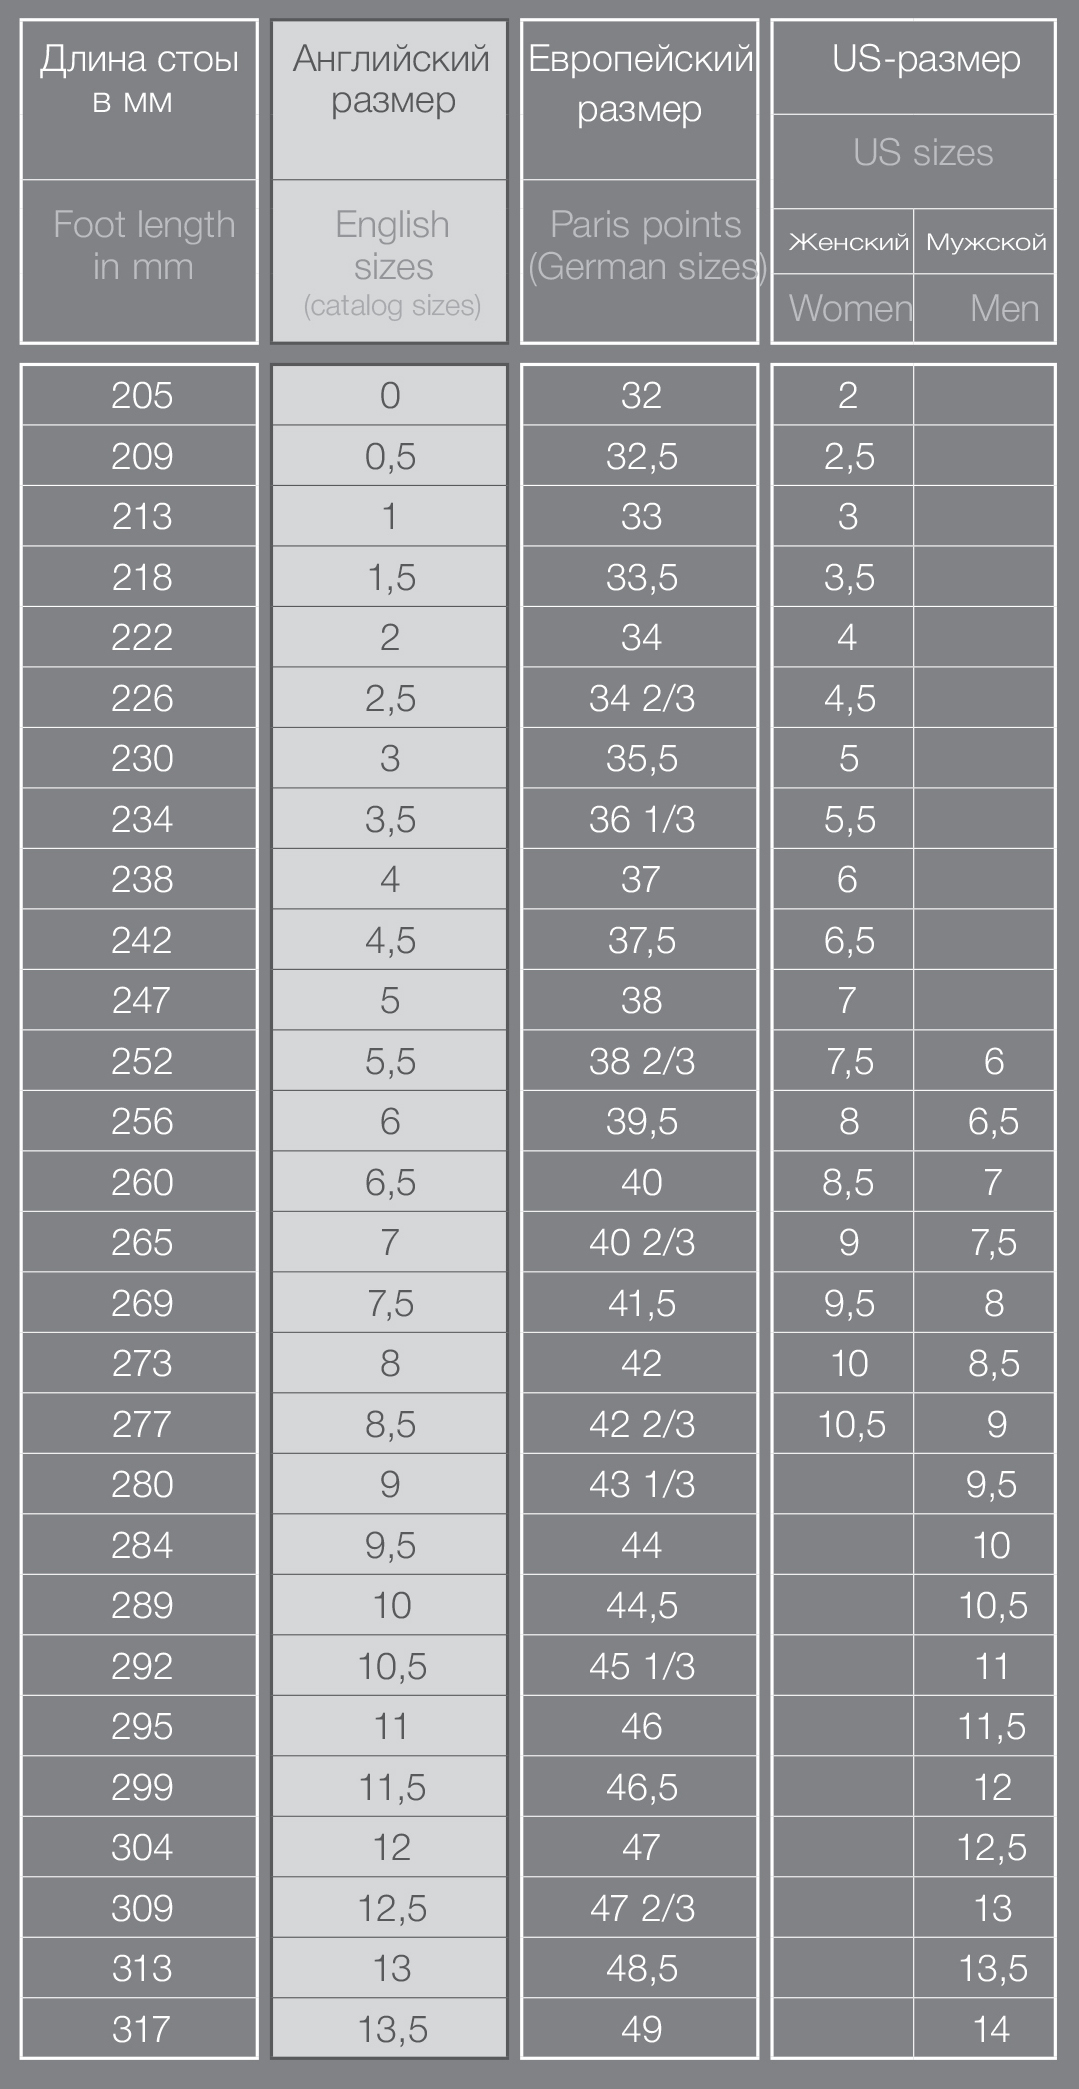 Длина стоы
в мм
Английский
размер
Европейский
размер
US-размер
US sizes
Foot length
in mm
English
sizes
(catalog sizes)
Paris points
(German sizes)
Женский Мужской
Women Men
205 0 32 2
209 0,5 32,5 2,5
213 1 33 3
218 1,5 33,5 3,5
222 2 34 4
226 2,5 34 2/3 4,5
230 3 35,5 5
234 3,5 36 1/3 5,5
238 4 37 6
242 4,5 37,5 6,5
247 5 38 7
252 5,5 38 2/3 7,5 6
256 6 39,5 8 6,5
260 6,5 40 8,5 7
265 7 40 2/3 9 7,5
269 7,5 41,5 9,5 8
273 8 42 10 8,5
277 8,5 42 2/3 10,5 9
280 9 43 1/3 9,5
284 9,5 44 10
289 10 44,5 10,5
292 10,5 45 1/3 11
295 11 46 11,5
299 11,5 46,5 12
304 12 47 12,5
309 12,5 47 2/3 13
313 13 48,5 13,5
317 13,5 49 14